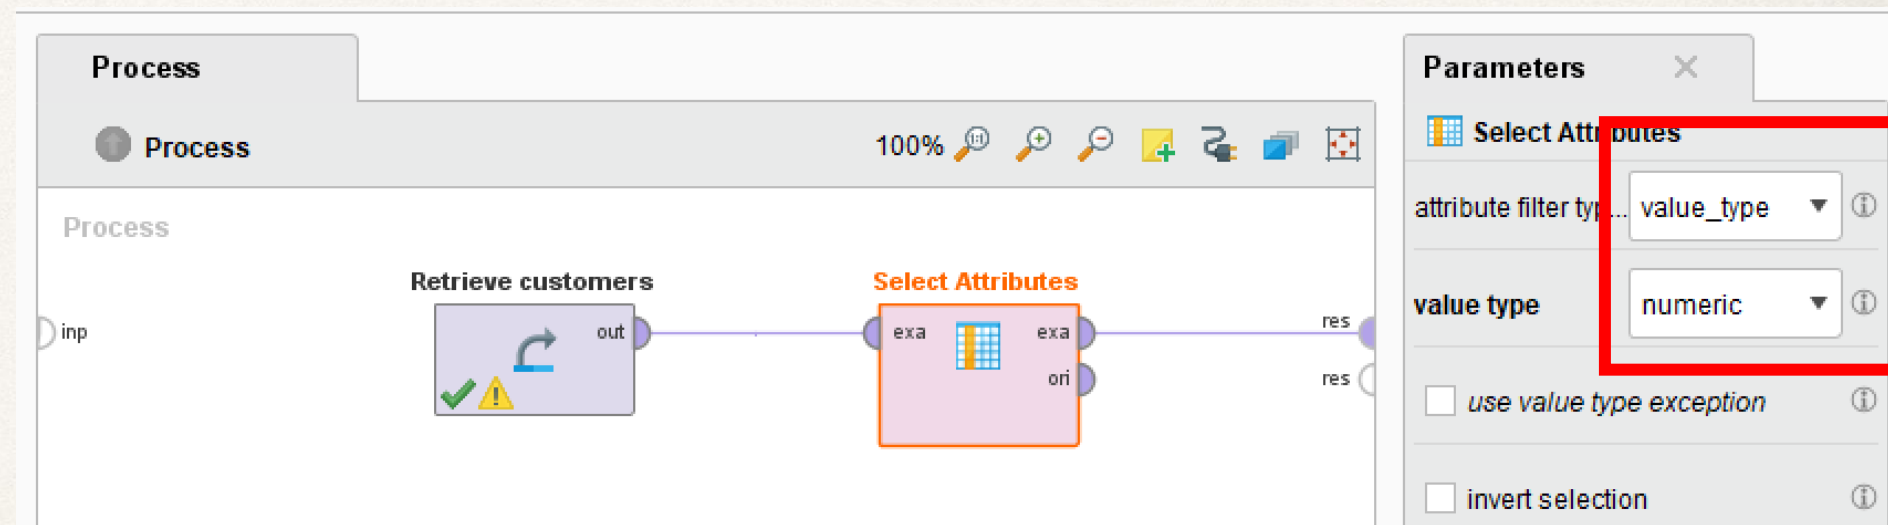 Process
Process
100%
Process
Retrieve customers
Select Attributes
inp
out
exa
exa
ori
res
res
Parameters
Select Attributes
attribute filter typ...
value_type
value type
numeric
use value type exception
invert selection